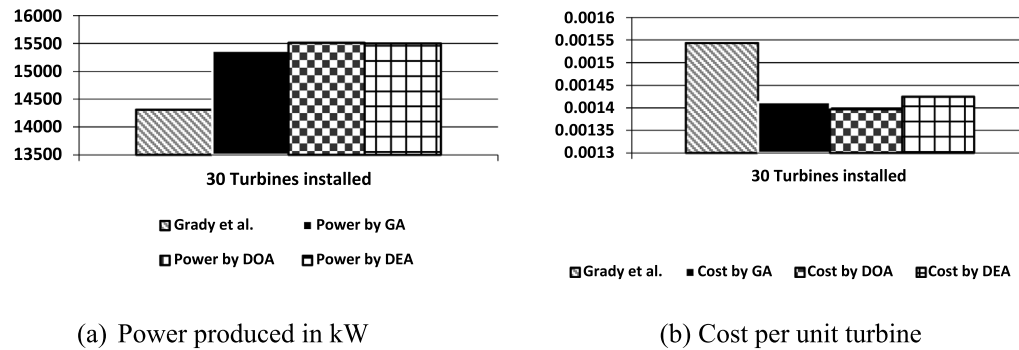 16000
15500
15000
14500
14000
13500
30 Turbines installed
Grady et al. Power by GA
Power by DOA Power by DEA
(a) Power produced in kW
0.0016
0.00155
0.0015
0.00145
0.0014
0.00135
0.0013
30 Turbines installed
Grady et al. Cost by GA Cost by DOA Cost by DEA
(b) Cost per unit turbine